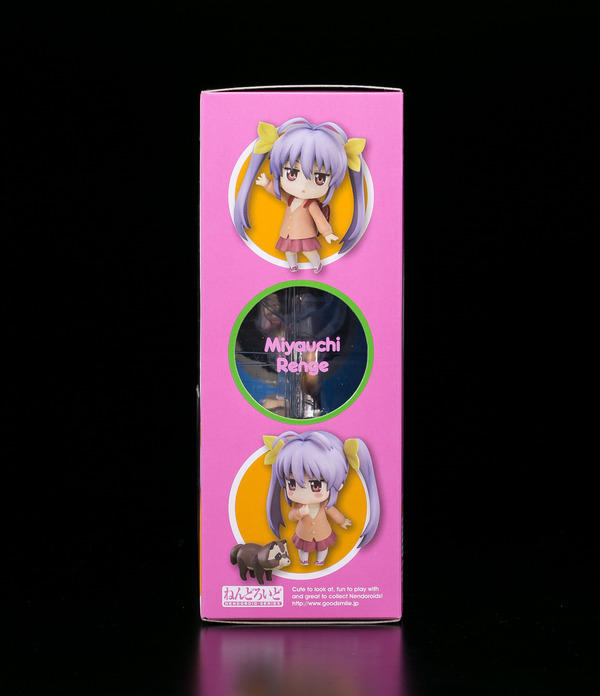 Miyauchi
Renge
ねんどろいど
NENDOROID SERIES
Cute to look at, fun to play with
and great to collect Nendoroids!
http://www.goodsmile.jp